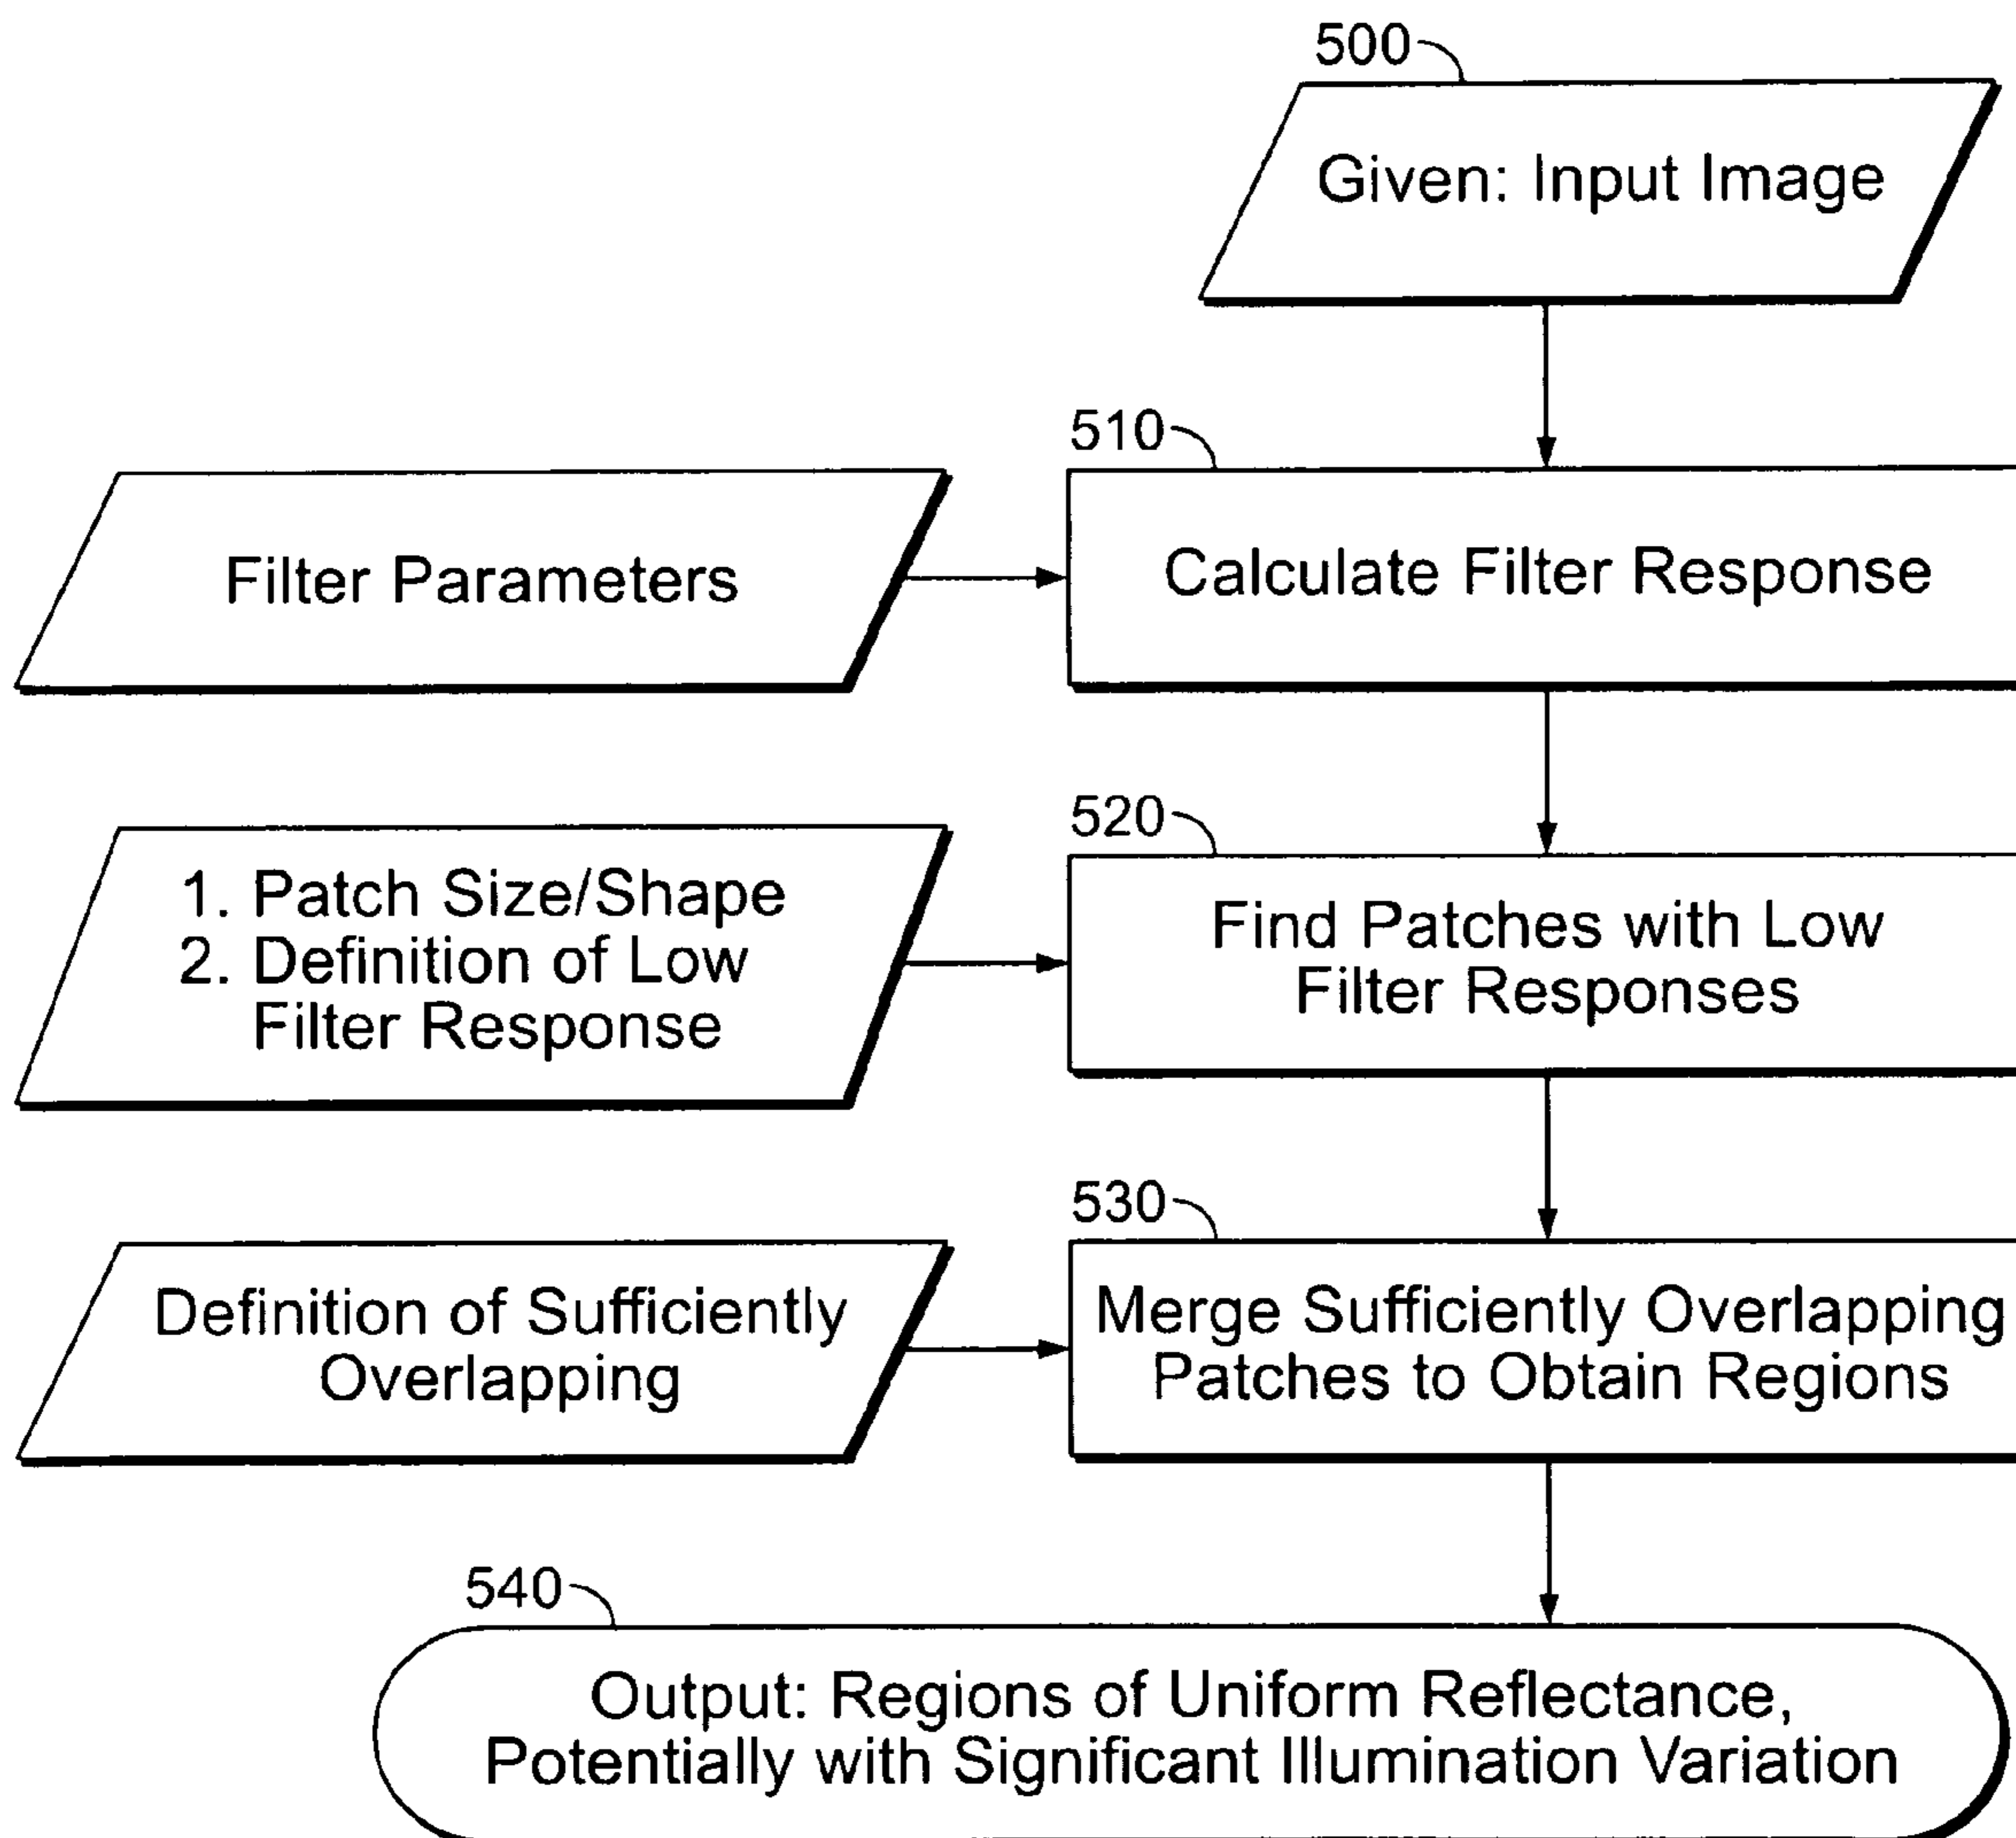 500
Given: Input Image
510
Filter Parameters
Calculate Filter Response
520
1. Patch Size/Shape
2. Definition of Low
Filter Response
Find Patches with Low
Filter Responses
530
Definition of Sufficiently
Overlapping
Merge Sufficiently Overlapping
Patches to Obtain Regions
540
Output: Regions of Uniform Reflectance,
Potentially with Significant Illumination Variation